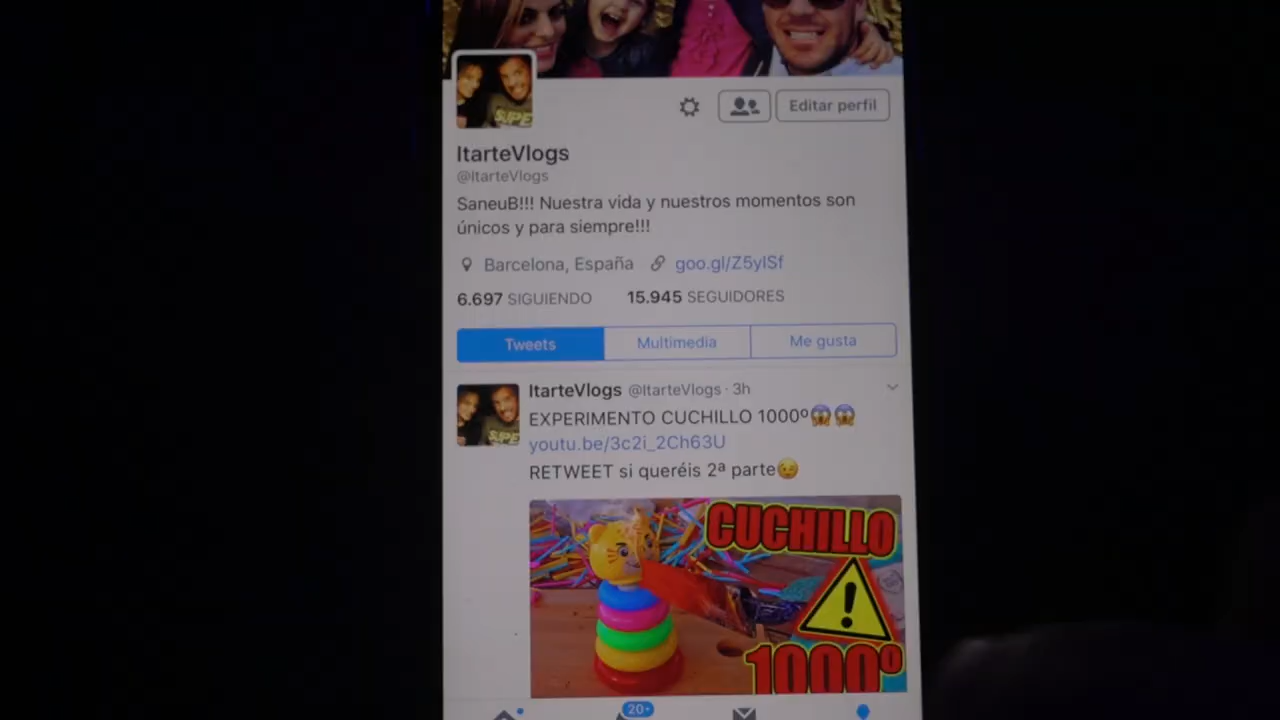 SUPE
Editar perfil
ItarteVlogs
@ItarteVlogs
SaneuB!!! Nuestra vida y nuestros momentos son
únicos y para siempre!!!
Barcelona, España goo.gl/Z5ylSf
6.697 SIGUIENDO 15.945 SEGUIDORES
Tweets Multimedia Me gusta
ItarteVlogs @ItarteVlogs · 3h
EXPERIMENTO CUCHILLO 1000º😱😱
youtu.be/3c2i_2Ch63U
RETWEET si queréis 2ª parte😉
SUPE
CUCHILLO
!
1000º
20+